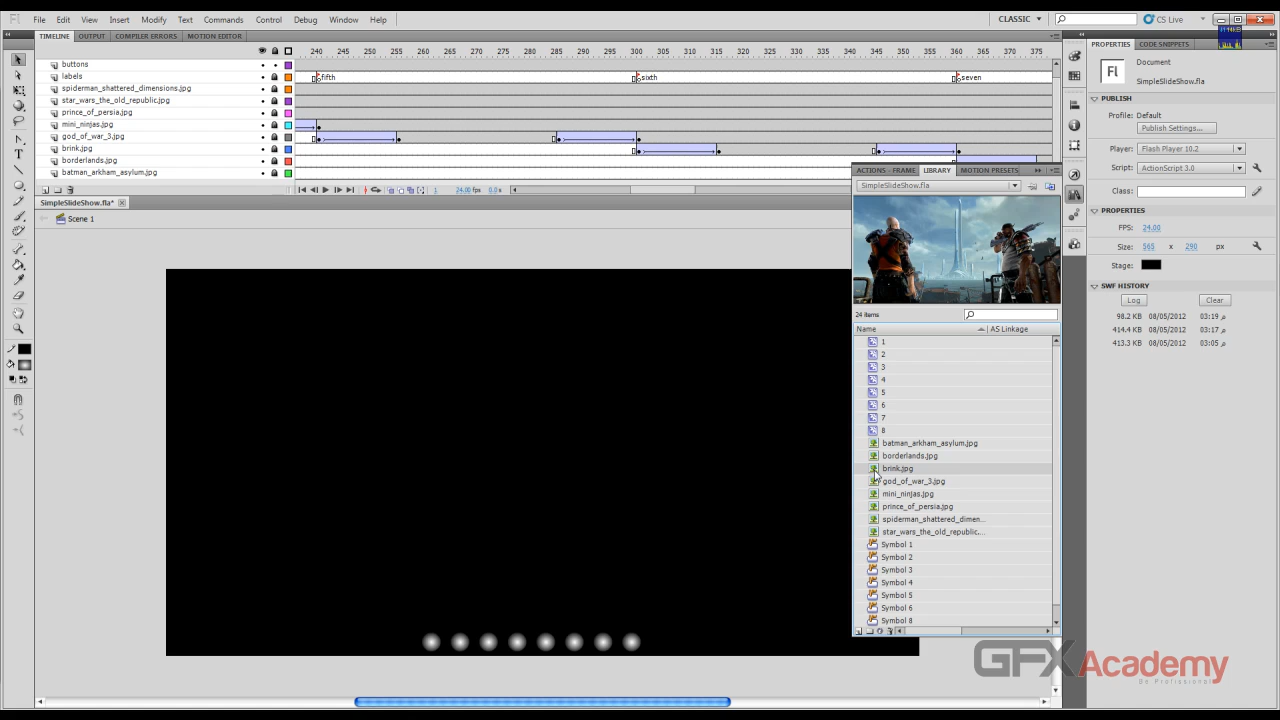 Fl File Edit View Insert Modify Text Commands Control Debug Window Help CLASSIC CS Live
TIMELINE OUTPUT COMPILER ERRORS MOTION EDITOR
240 245 250 255 260 265 270 275 280 285 290 295 300 305 310 315 320 325 330 335 340 345 350 355 360 365 370 375
buttons
labels fifth sixth seven
spiderman_shattered_dimensions.jpg
star_wars_the_old_republic.jpg
prince_of_persia.jpg
mini_ninjas.jpg
god_of_war_3.jpg
brink.jpg
borderlands.jpg
batman_arkham_asylum.jpg
1 24.00 fps 0.0 s
SimpleSlideShow.fla*
Scene 1
ACTIONS - FRAME LIBRARY MOTION PRESETS
SimpleSlideShow.fla
24 items
Name AS Linkage
1
2
3
4
5
6
7
8
batman_arkham_asylum.jpg
borderlands.jpg
brink.jpg
god_of_war_3.jpg
mini_ninjas.jpg
prince_of_persia.jpg
spiderman_shattered_dimen...
star_wars_the_old_republic....
Symbol 1
Symbol 2
Symbol 3
Symbol 4
Symbol 5
Symbol 6
Symbol 8
PROPERTIES CODE SNIPPETS
Fl Document
SimpleSlideShow.fla
PUBLISH
Profile: Default
Publish Settings...
Player: Flash Player 10.2
Script: ActionScript 3.0
Class:
PROPERTIES
FPS: 24.00
Size: 565 x 290 px
Stage:
SWF HISTORY
Log Clear
98.2 KB 08/05/2012 03:19 م
414.4 KB 08/05/2012 03:17 م
413.3 KB 08/05/2012 03:05 م
GFXAcademy
Be Professional